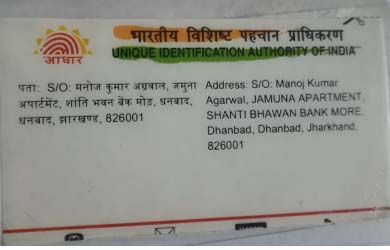 भारतीय विशिष्ट पहचान प्राधिकरण
UNIQUE IDENTIFICATION AUTHORITY OF INDIA
आधार
पता: S/O: मनोज कुमार अग्रवाल, जमुना
अपार्टमेंट, शांति भवन बैंक मोड, धनबाद,
धनबाद, झारखण्ड, 826001
Address: S/O: Manoj Kumar
Agarwal, JAMUNA APARTMENT,
SHANTI BHAWAN BANK MORE,
Dhanbad, Dhanbad, Jharkhand,
826001